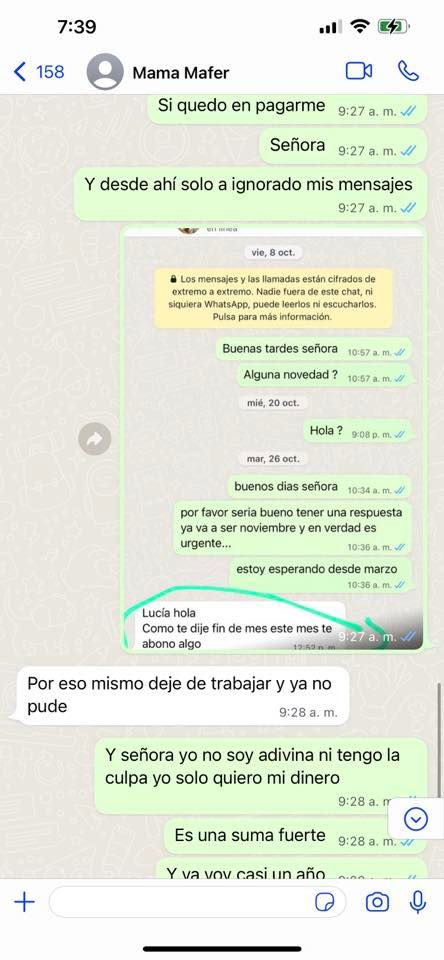 7:39
158
Mama Mafer
Si quedo en pagarme 9:27 a. m.
Señora 9:27 a. m.
Y desde ahí solo a ignorado mis mensajes
9:27 a. m.
en línea
vie, 8 oct.
Los mensajes y las llamadas están cifrados de
extremo a extremo. Nadie fuera de este chat, ni
siquiera WhatsApp, puede leerlos ni escucharlos.
Pulsa para más información.
Buenas tardes señora 10:57 a. m.
Alguna novedad ? 10:57 a. m.
mié, 20 oct.
Hola ? 9:08 p. m.
mar, 26 oct.
buenos dias señora 10:34 a. m.
por favor seria bueno tener una respuesta
ya va a ser noviembre y en verdad es
urgente...
10:36 a. m.
estoy esperando desde marzo
10:36 a. m.
Lucía hola
Como te dije fin de mes este mes te
abono algo 12:52 p. m.
9:27 a. m.
Por eso mismo deje de trabajar y ya no
pude
9:28 a. m.
Y señora yo no soy adivina ni tengo la
culpa yo solo quiero mi dinero
9:28 a. m.
Es una suma fuerte 9:28 a. m.
Y ya voy casi un año